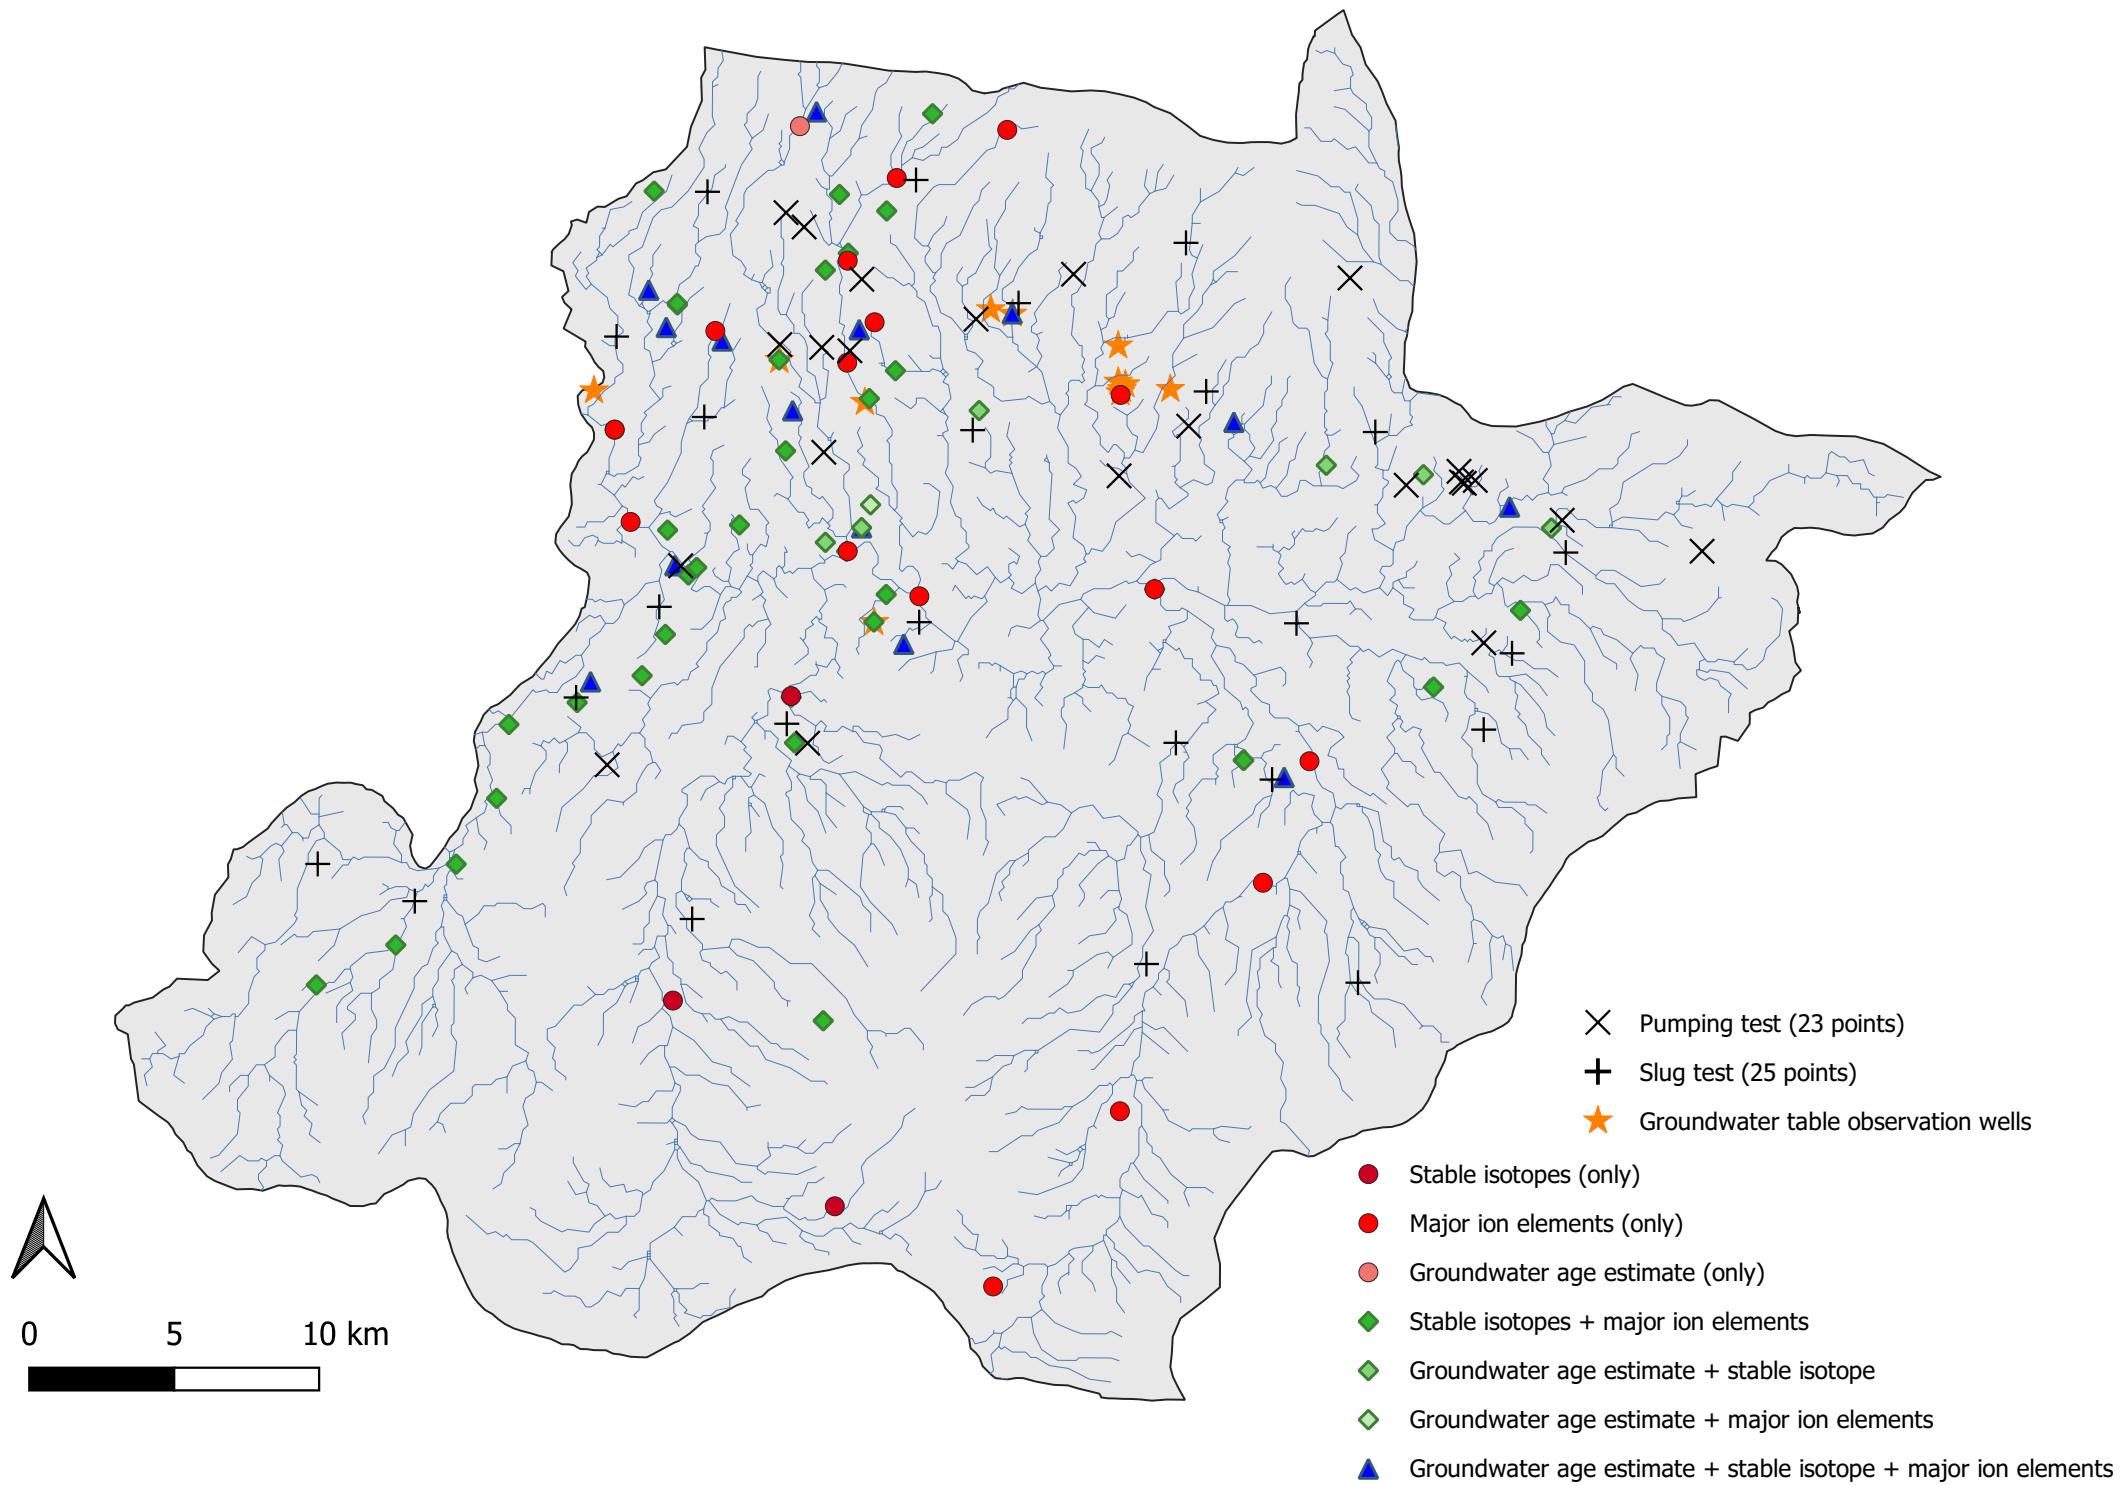 Pumping test (23 points)
Slug test (25 points)
Groundwater table observation wells
Stable isotopes (only)
Major ion elements (only)
Groundwater age estimate (only)
Stable isotopes + major ion elements
Groundwater age estimate + stable isotope
Groundwater age estimate + major ion elements
Groundwater age estimate + stable isotope + major ion elements
0 5 10 km